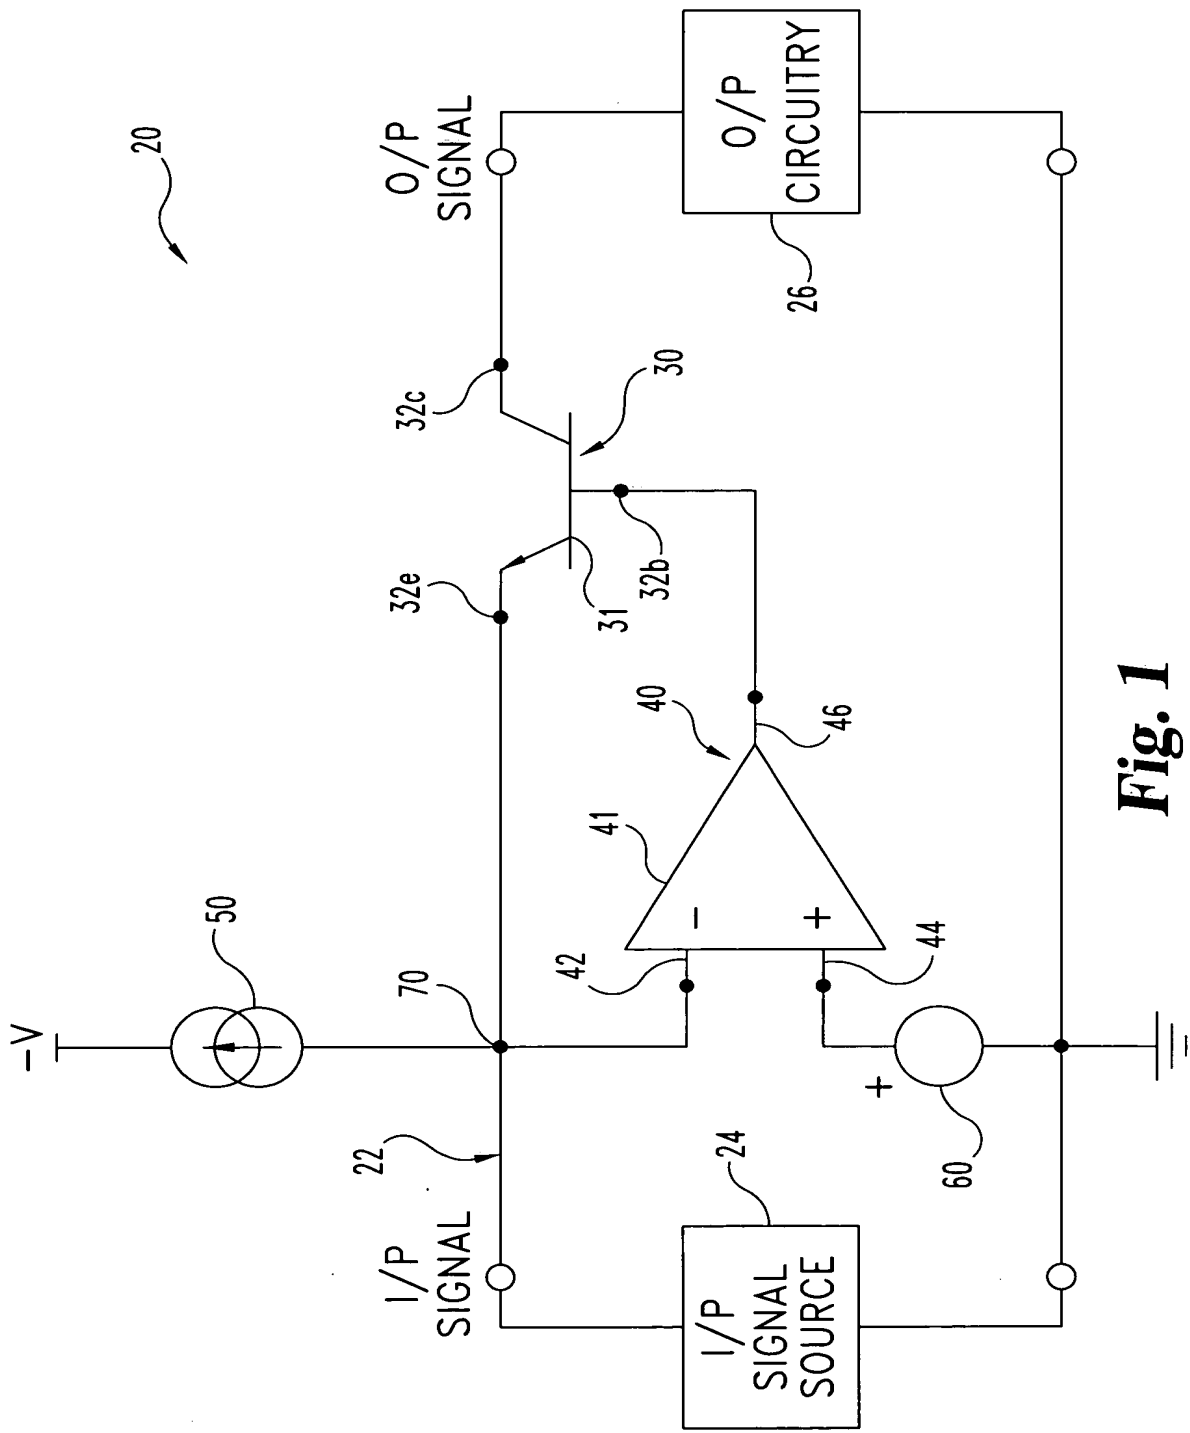 20
-V
50
70
22
I/P
SIGNAL
32e
32c
O/P
SIGNAL
31
30
32b
40
41
42
44
46
-
+
+
60
24
I/P
SIGNAL
SOURCE
26
O/P
CIRCUITRY
Fig. 1